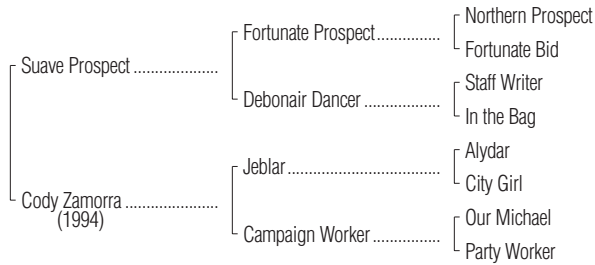 Northern Prospect
Fortunate Prospect...............
Fortunate Bid
Suave Prospect ....................
Staff Writer
Debonair Dancer ..................
In the Bag
Alydar
Jeblar....................................
City Girl
Cody Zamorra ......................
(1994)
Our Michael
Campaign Worker................
Party Worker